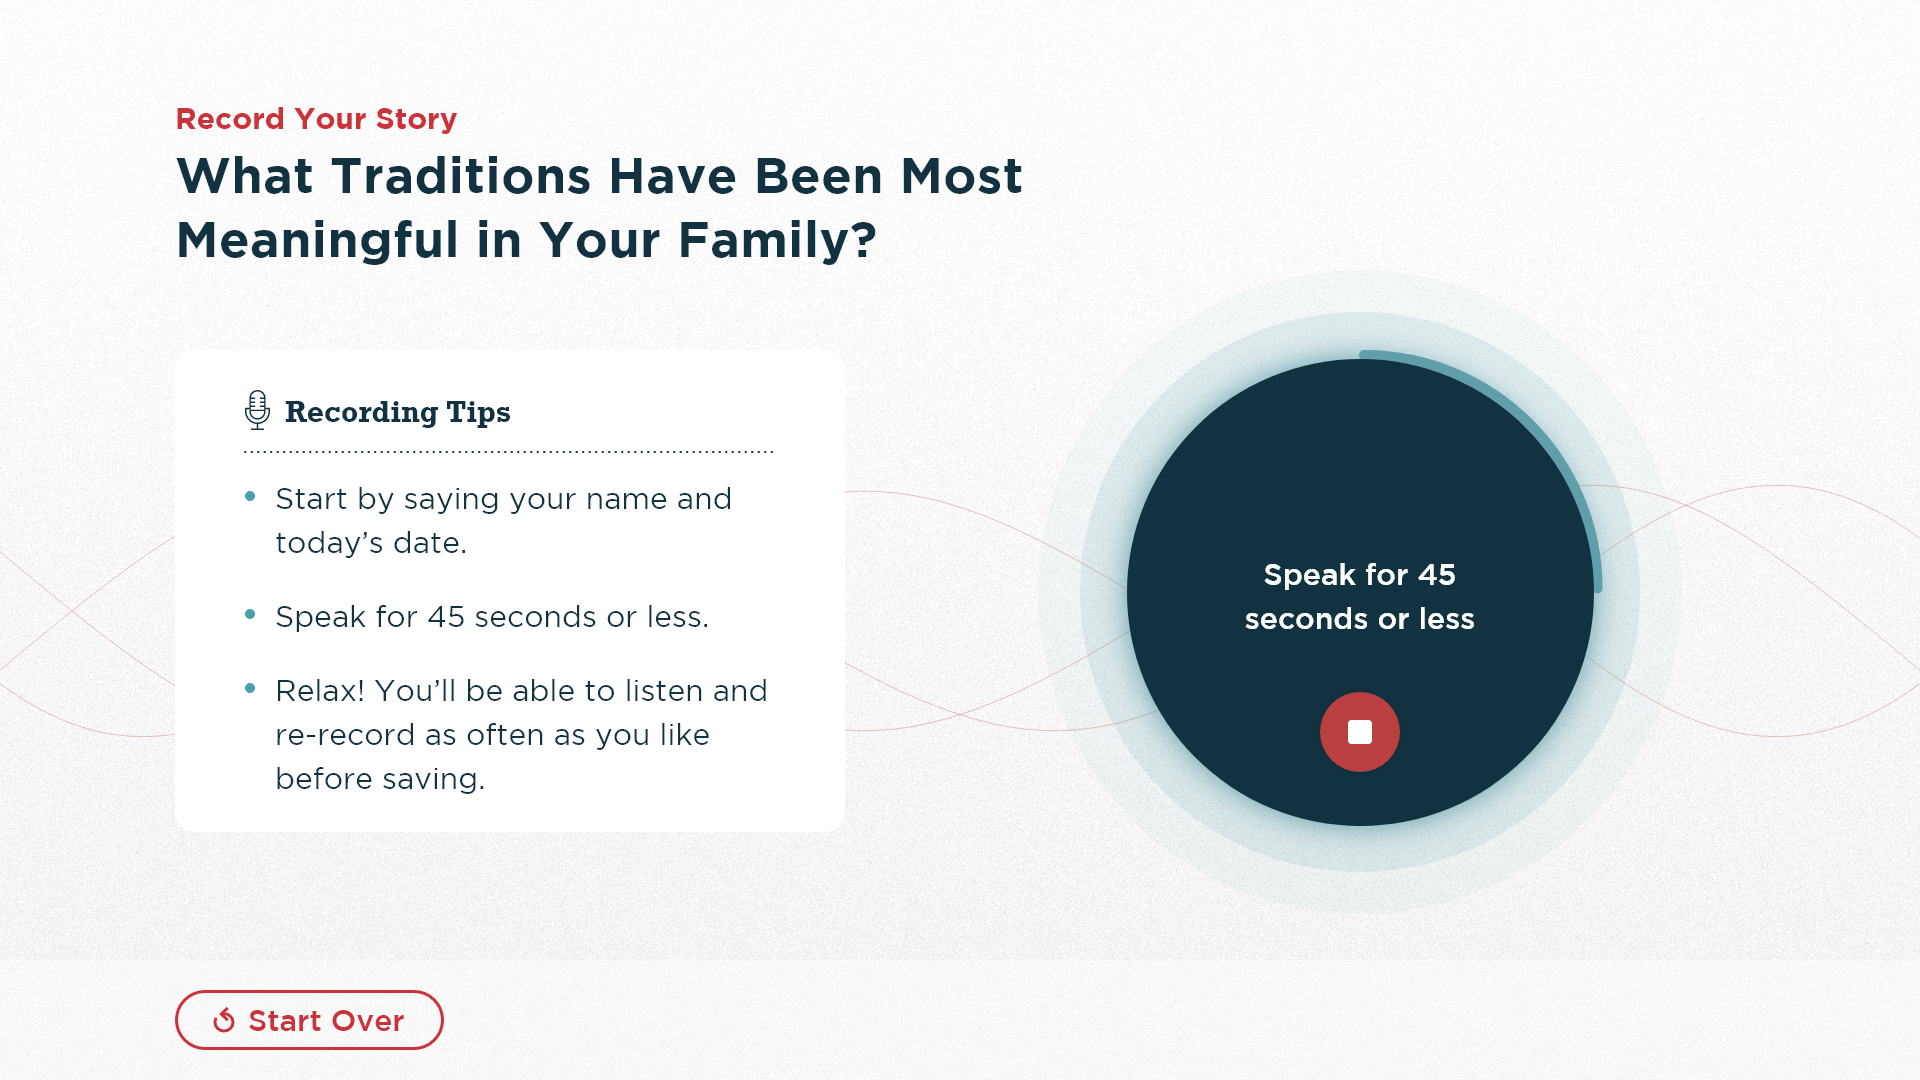 Record Your Story
What Traditions Have Been Most
Meaningful in Your Family?
Recording Tips
Start by saying your name and
today’s date.
Speak for 45 seconds or less.
Relax! You’ll be able to listen and
re-record as often as you like
before saving.
Speak for 45
seconds or less
Start Over